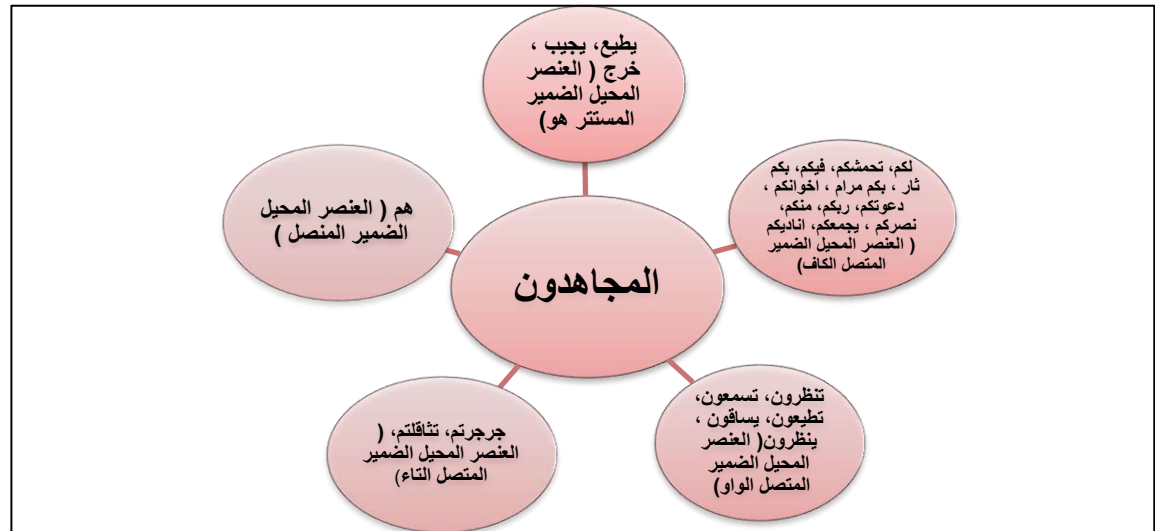 يطيع، يجيب ،
خرج ( العنصر
المحيل الضمير
المستتر هو)
لكم، تحمشكم، فيكم، بكم
ثار ، بكم مرام ، اخوانكم ،
دعوتكم، ربكم، منكم،
نصركم ، يجمعكم، اناديكم
( العنصر المحيل الضمير
المتصل الكاف)
هم ( العنصر المحيل
الضمير المنصل )
المجاهدون
تنظرون، تسمعون،
تطيعون، يساقون ،
ينظرون( العنصر
المحيل الضمير
المتصل الواو)
جرجرتم، تثاقلتم، (
العنصر المحيل الضمير
المتصل التاء)